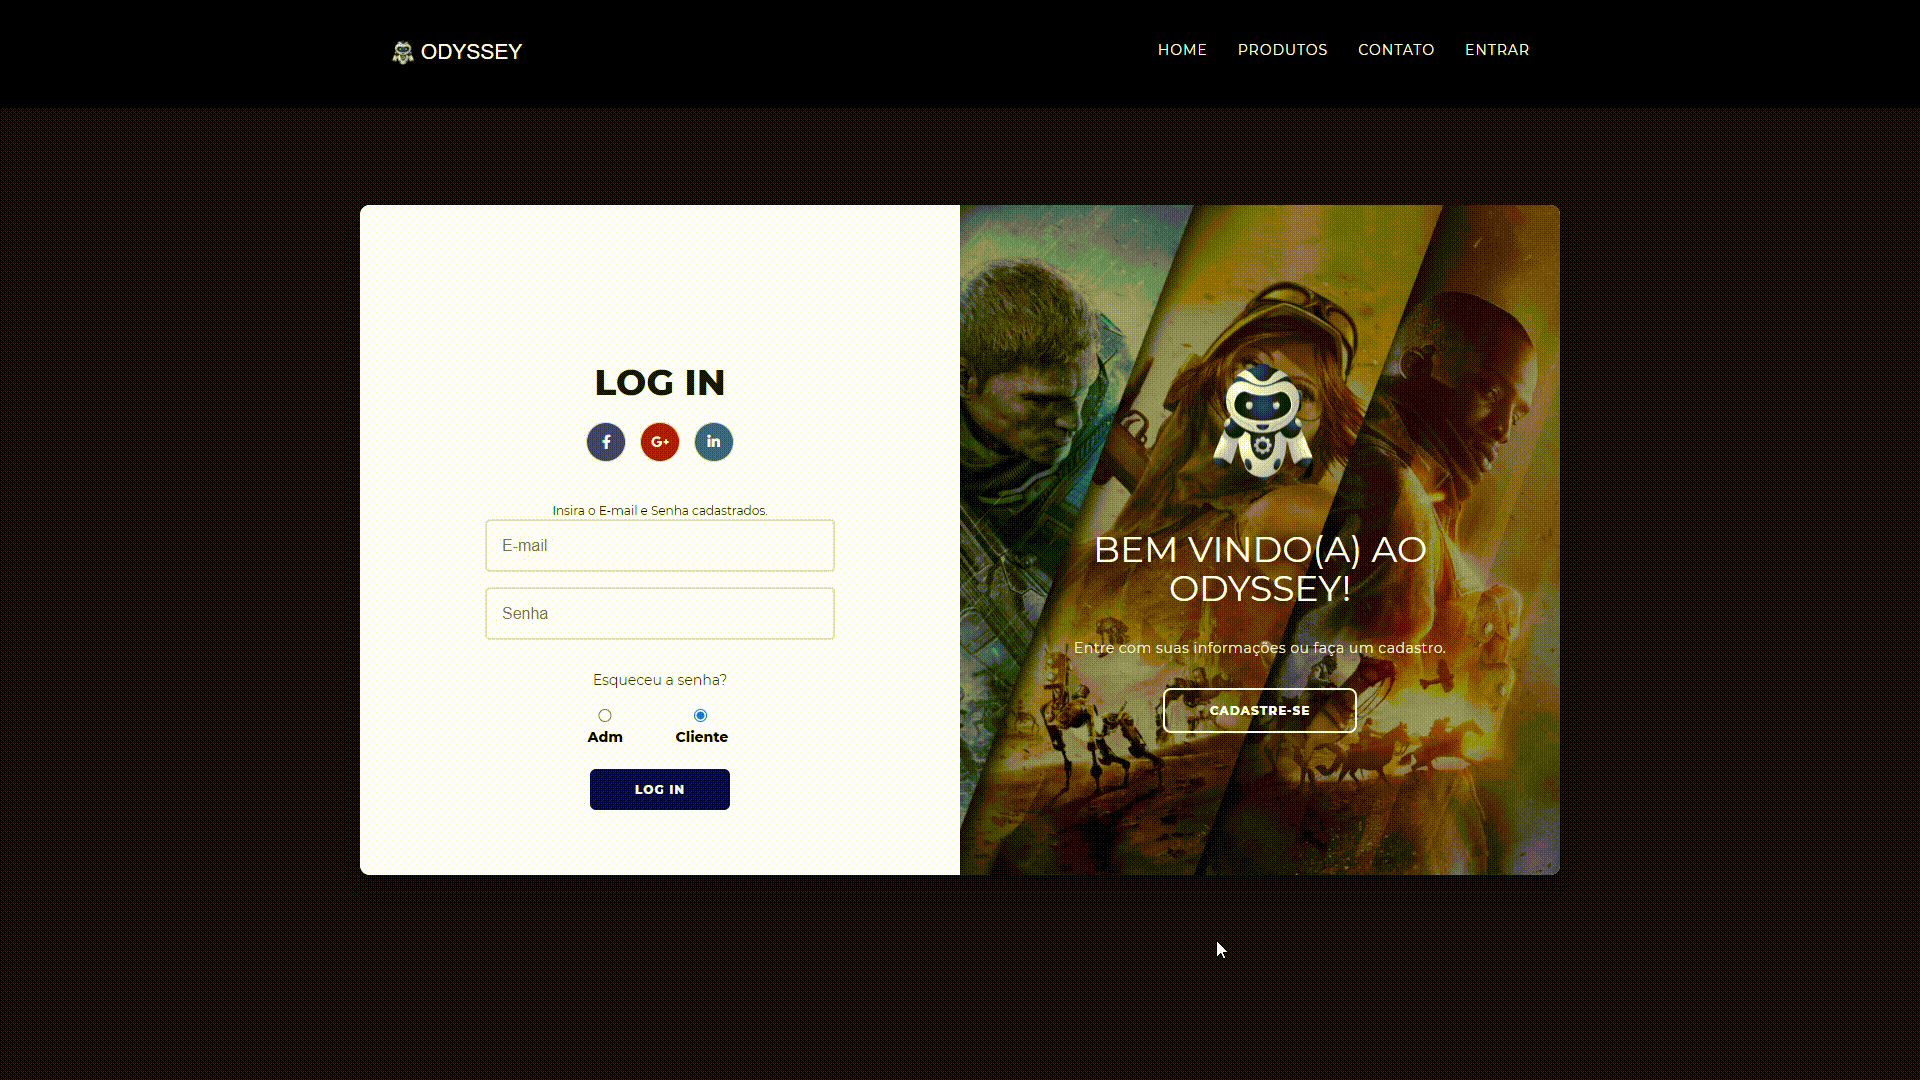 ODYSSEY
HOME PRODUTOS CONTATO ENTRAR
LOG IN
f G+ in
Insira o E-mail e Senha cadastrados.
E-mail
Senha
Esqueceu a senha?
Adm Cliente
LOG IN
BEM VINDO(A) AO
ODYSSEY!
Entre com suas informações ou faça um cadastro.
CADASTRE-SE